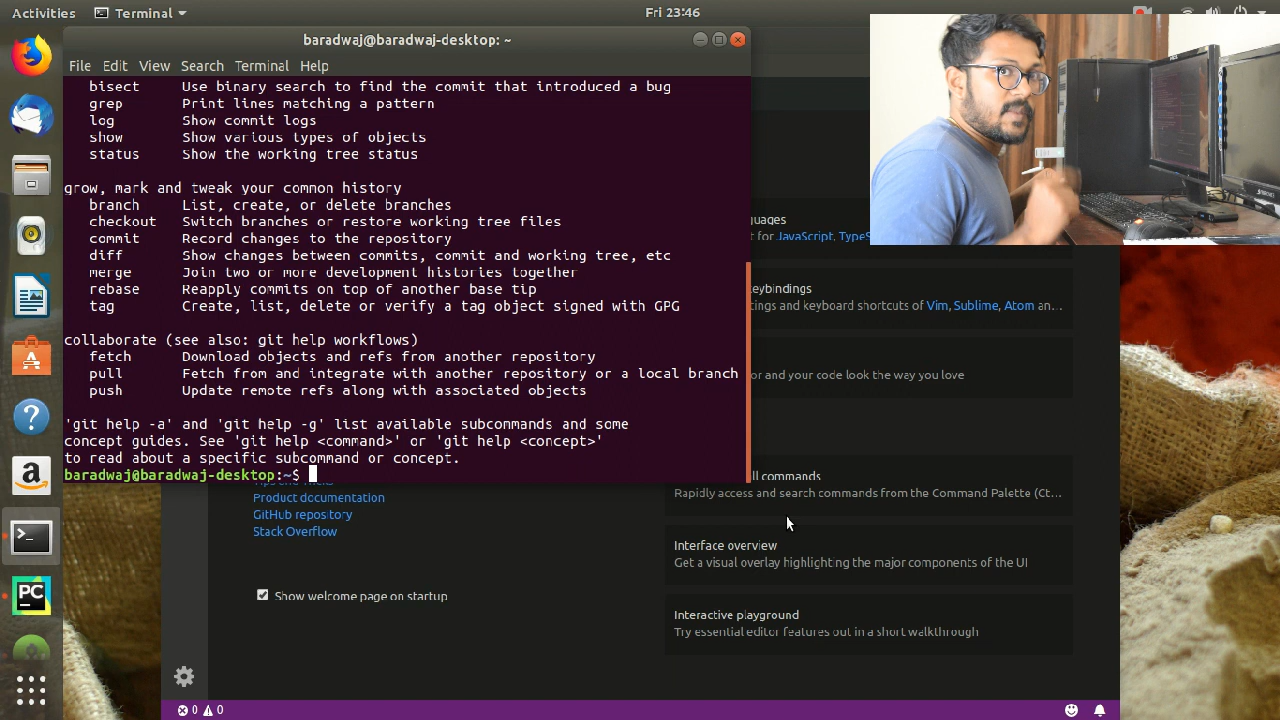 Activities
Terminal
Fri 23:46
baradwaj@baradwaj-desktop: ~
File Edit View Search Terminal Help
bisect Use binary search to find the commit that introduced a bug
grep Print lines matching a pattern
log Show commit logs
show Show various types of objects
status Show the working tree status
grow, mark and tweak your common history
branch List, create, or delete branches
checkout Switch branches or restore working tree files
commit Record changes to the repository
diff Show changes between commits, commit and working tree, etc
merge Join two or more development histories together
rebase Reapply commits on top of another base tip
tag Create, list, delete or verify a tag object signed with GPG
collaborate (see also: git help workflows)
fetch Download objects and refs from another repository
pull Fetch from and integrate with another repository or a local branch
push Update remote refs along with associated objects
'git help -a' and 'git help -g' list available subcommands and some
concept guides. See 'git help <command>' or 'git help <concept>'
to read about a specific subcommand or concept.
baradwaj@baradwaj-desktop:~$
guages
t for JavaScript, TypeS
eybindings
tings and keyboard shortcuts of Vim, Sublime, Atom an...
or and your code look the way you love
ll commands
Rapidly access and search commands from the Command Palette (Ct...
Interface overview
Get a visual overlay highlighting the major components of the UI
Interactive playground
Try essential editor features out in a short walkthrough
Product documentation
GitHub repository
Stack Overflow
Show welcome page on startup
0 0
PC